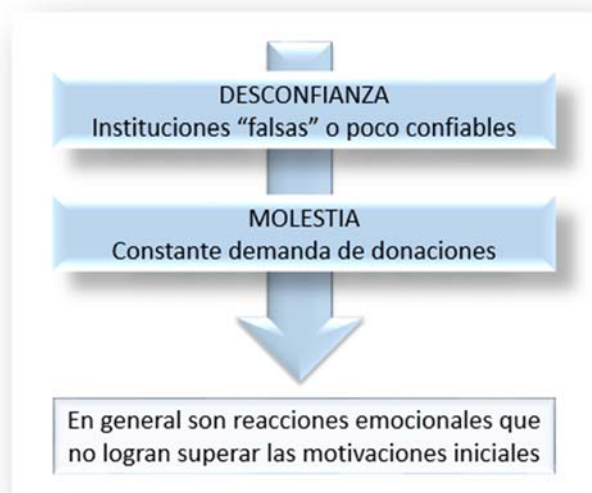 DESCONFIANZA
Instituciones “falsas” o poco confiables
MOLESTIA
Constante demanda de donaciones
En general son reacciones emocionales que
no logran superar las motivaciones iniciales